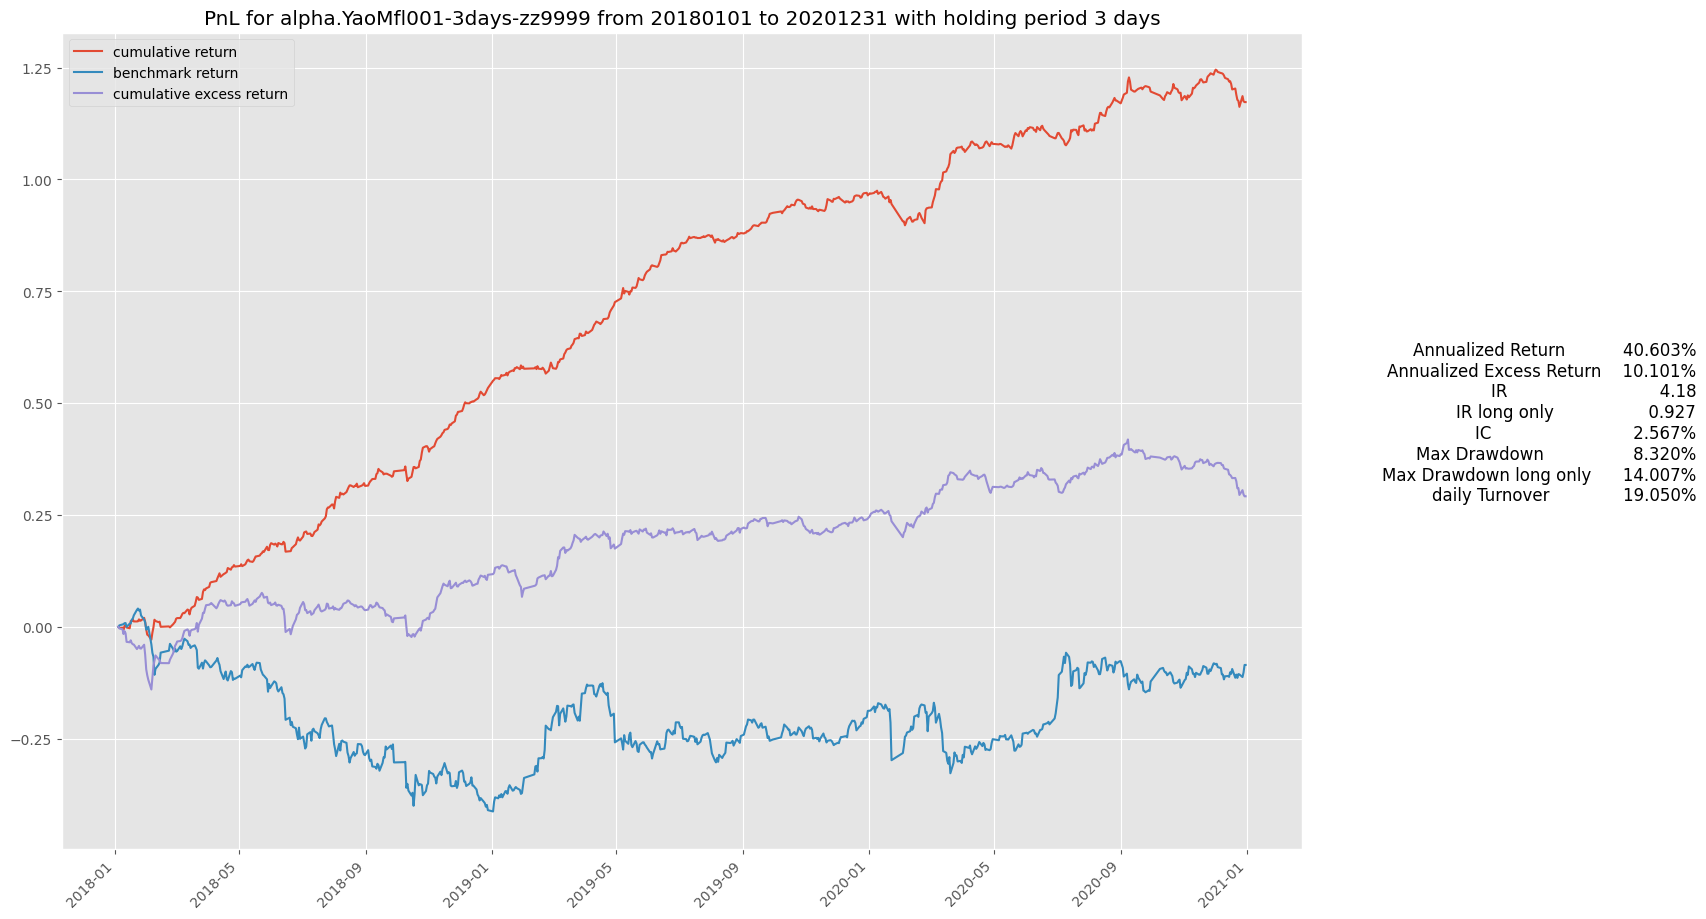 PnL for alpha.YaoMfl001-3days-zz9999 from 20180101 to 20201231 with holding period 3 days
cumulative return
benchmark return
cumulative excess return
1.25
1.00
0.75
0.50
0.25
0.00
−0.25
2018-01
2018-05
2018-09
2019-01
2019-05
2019-09
2020-01
2020-05
2020-09
2021-01
Annualized Return 40.603%
Annualized Excess Return 10.101%
IR 4.18
IR long only 0.927
IC 2.567%
Max Drawdown 8.320%
Max Drawdown long only 14.007%
daily Turnover 19.050%